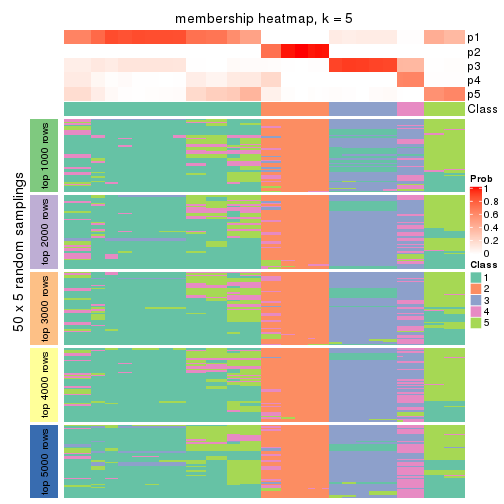 membership heatmap, k = 5
p1
p2
p3
p4
p5
Class
50 x 5 random samplings
top 1000 rows
top 2000 rows
top 3000 rows
top 4000 rows
top 5000 rows
Prob
1
0.8
0.6
0.4
0.2
0
Class
1
2
3
4
5